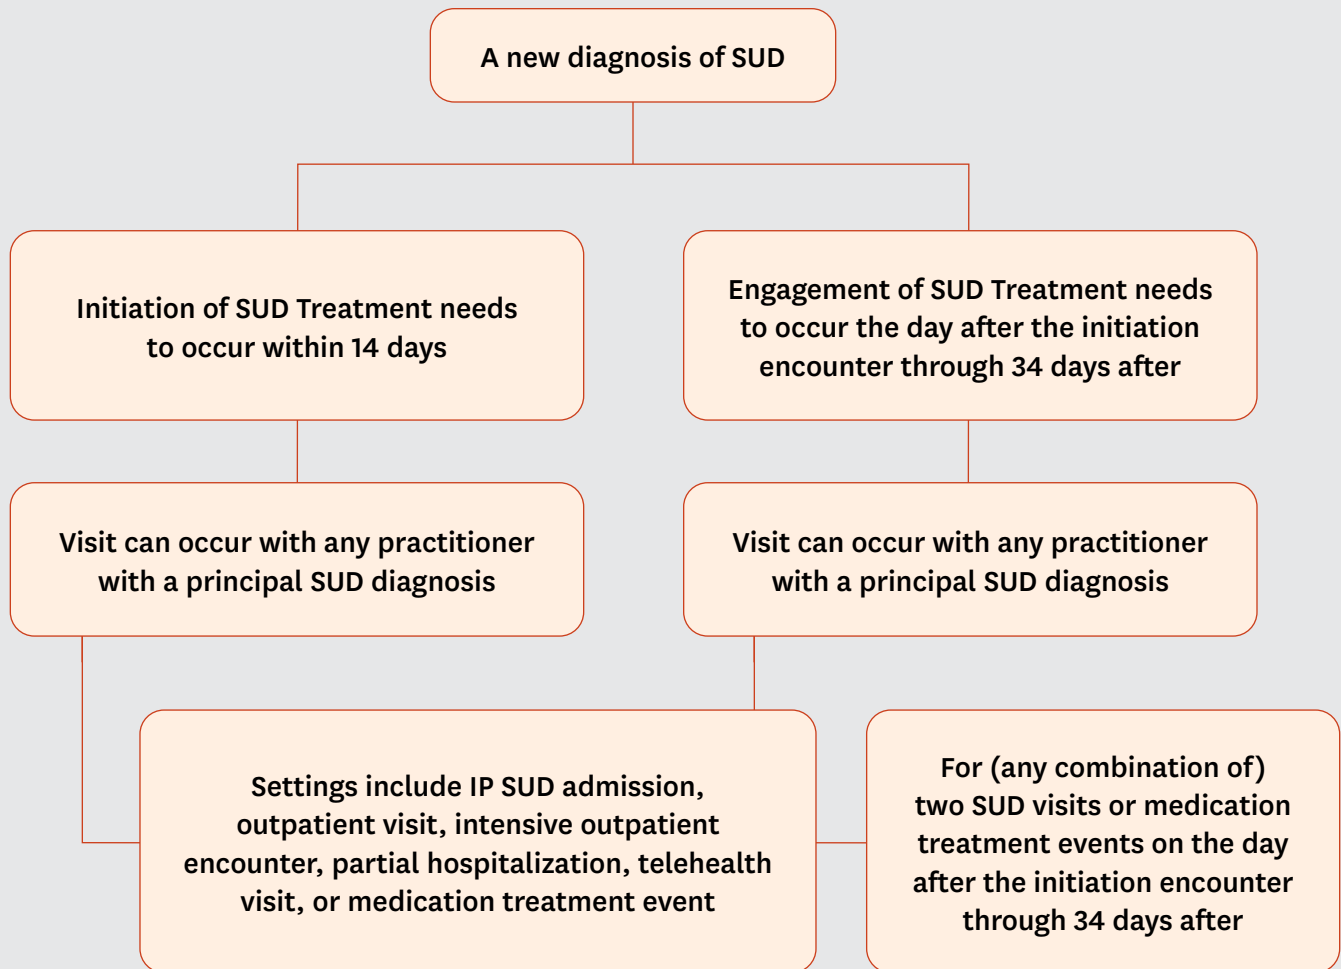 A new diagnosis of SUD
Initiation of SUD Treatment needs
to occur within 14 days
Engagement of SUD Treatment needs
to occur the day after the initiation
encounter through 34 days after
Visit can occur with any practitioner
with a principal SUD diagnosis
Visit can occur with any practitioner
with a principal SUD diagnosis
Settings include IP SUD admission,
outpatient visit, intensive outpatient
encounter, partial hospitalization, telehealth
visit, or medication treatment event
For (any combination of)
two SUD visits or medication
treatment events on the day
after the initiation encounter
through 34 days after